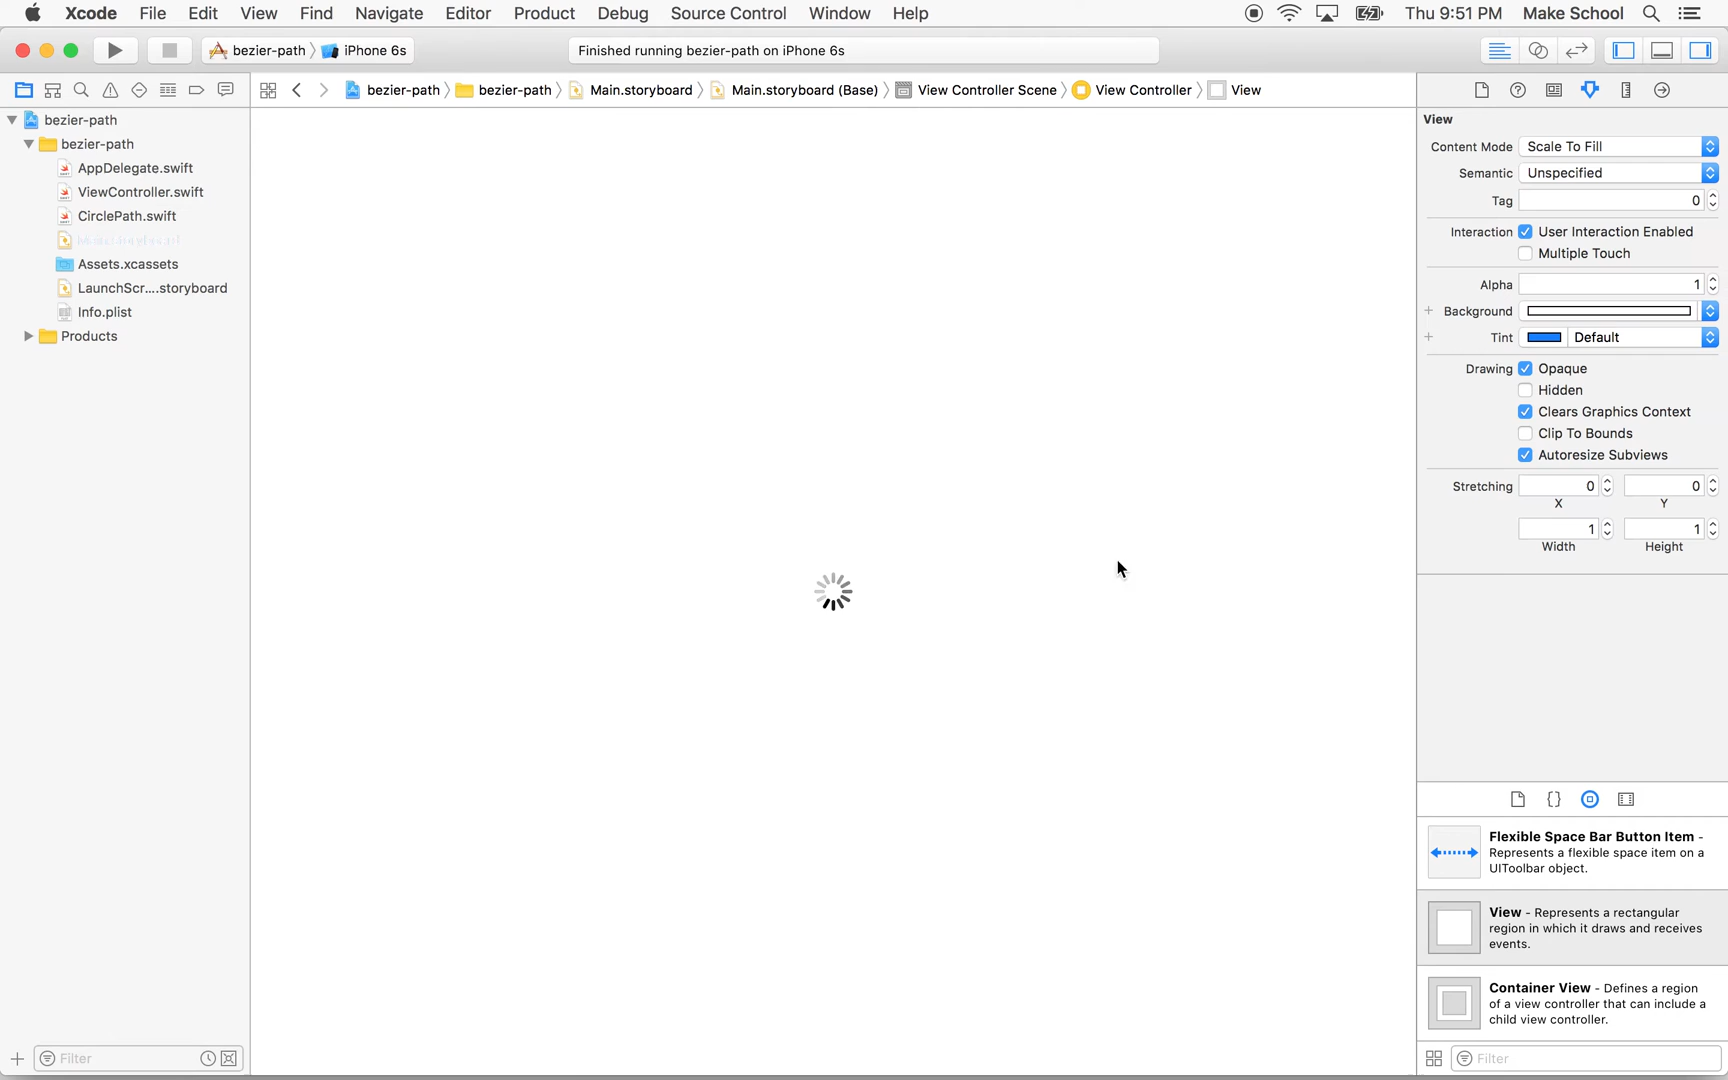 Xcode File Edit View Find Navigate Editor Product Debug Source Control Window Help Thu 9:51 PM Make School
bezier-path iPhone 6s Finished running bezier-path on iPhone 6s
bezier-path bezier-path Main.storyboard Main.storyboard (Base) View Controller Scene View Controller View
bezier-path
bezier-path
AppDelegate.swift
ViewController.swift
CirclePath.swift
Assets.xcassets
LaunchScr....storyboard
Info.plist
Products
Filter
View
Content Mode Scale To Fill
Semantic Unspecified
Tag 0
Interaction User Interaction Enabled
Multiple Touch
Alpha 1
+ Background
+ Tint Default
Drawing Opaque
Hidden
Clears Graphics Context
Clip To Bounds
Autoresize Subviews
Stretching 0 0
X Y
1 1
Width Height
Flexible Space Bar Button Item -
Represents a flexible space item on a
UIToolbar object.
View - Represents a rectangular
region in which it draws and receives
events.
Container View - Defines a region
of a view controller that can include a
child view controller.
Filter